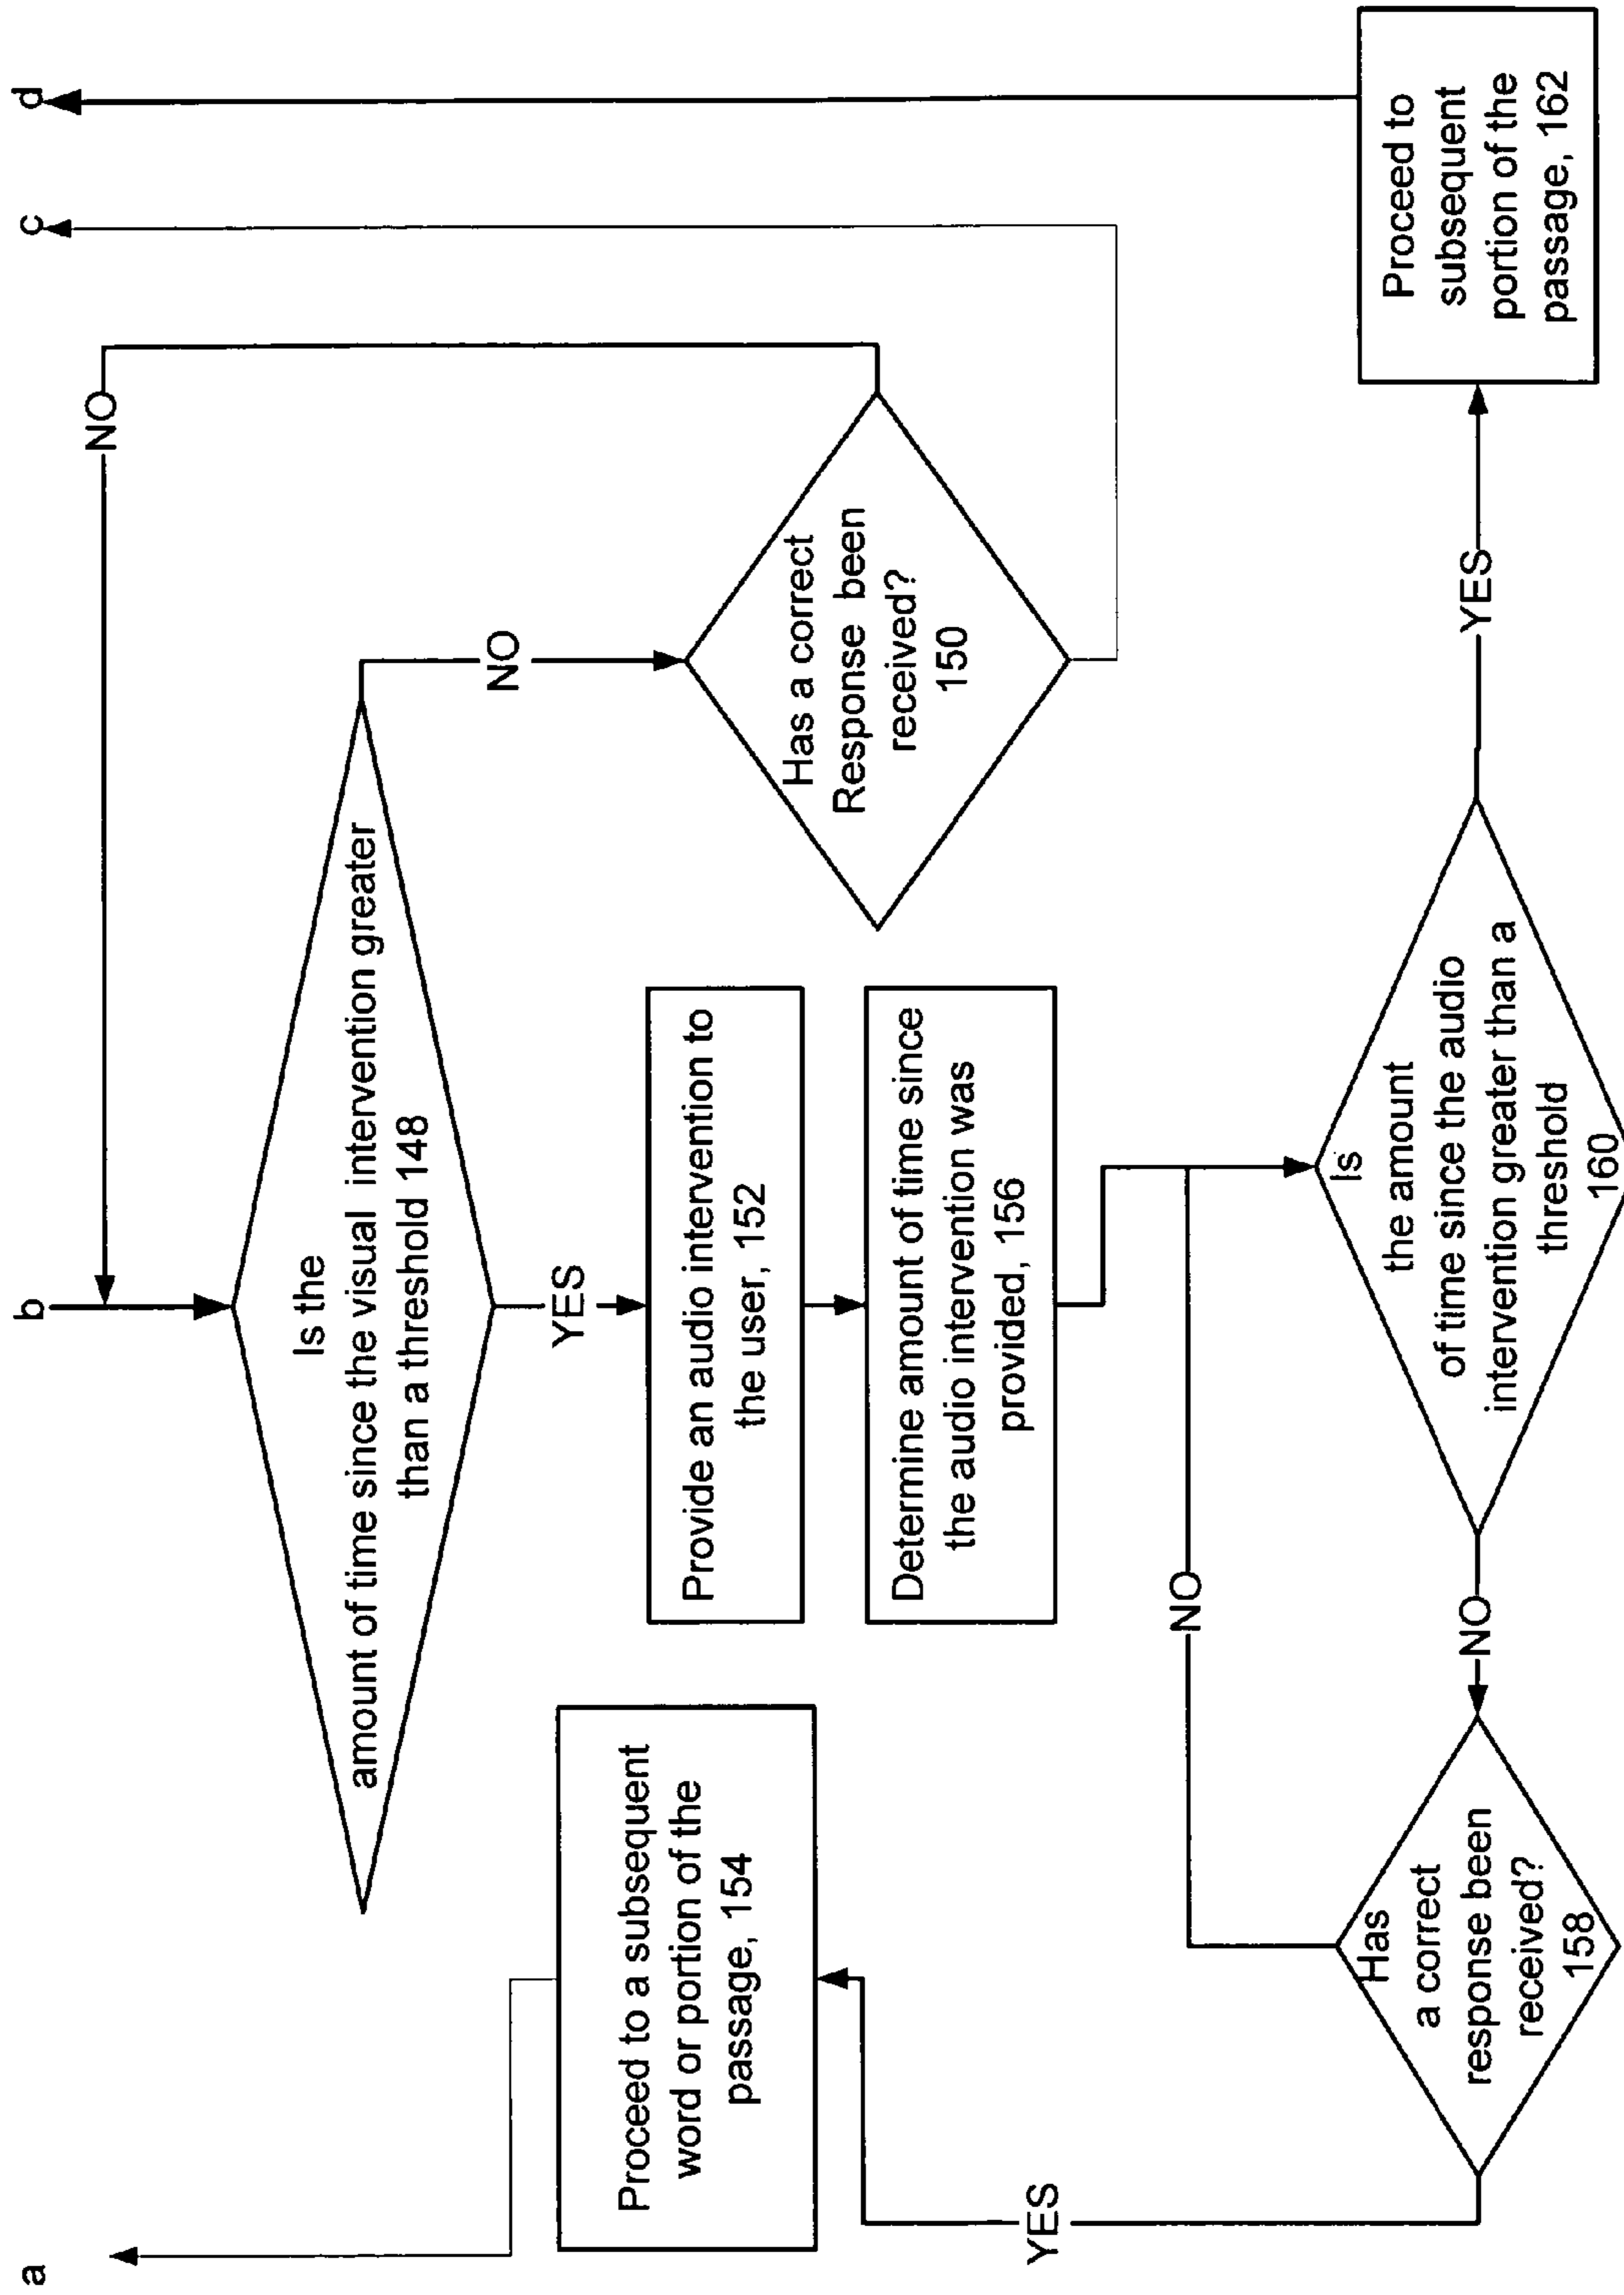 a
b
c
d
NO
Is the
amount of time since the visual intervention greater
than a threshold 148
NO
YES
Has a correct
Response been
received?
150
Proceed to a subsequent
word or portion of the
passage, 154
Provide an audio intervention to
the user, 152
Determine amount of time since
the audio intervention was
provided, 156
YES
NO
Has
a correct
response been
received?
158
NO
Is
the amount
of time since the audio
intervention greater than a
threshold
160
YES
Proceed to
subsequent
portion of the
passage, 162